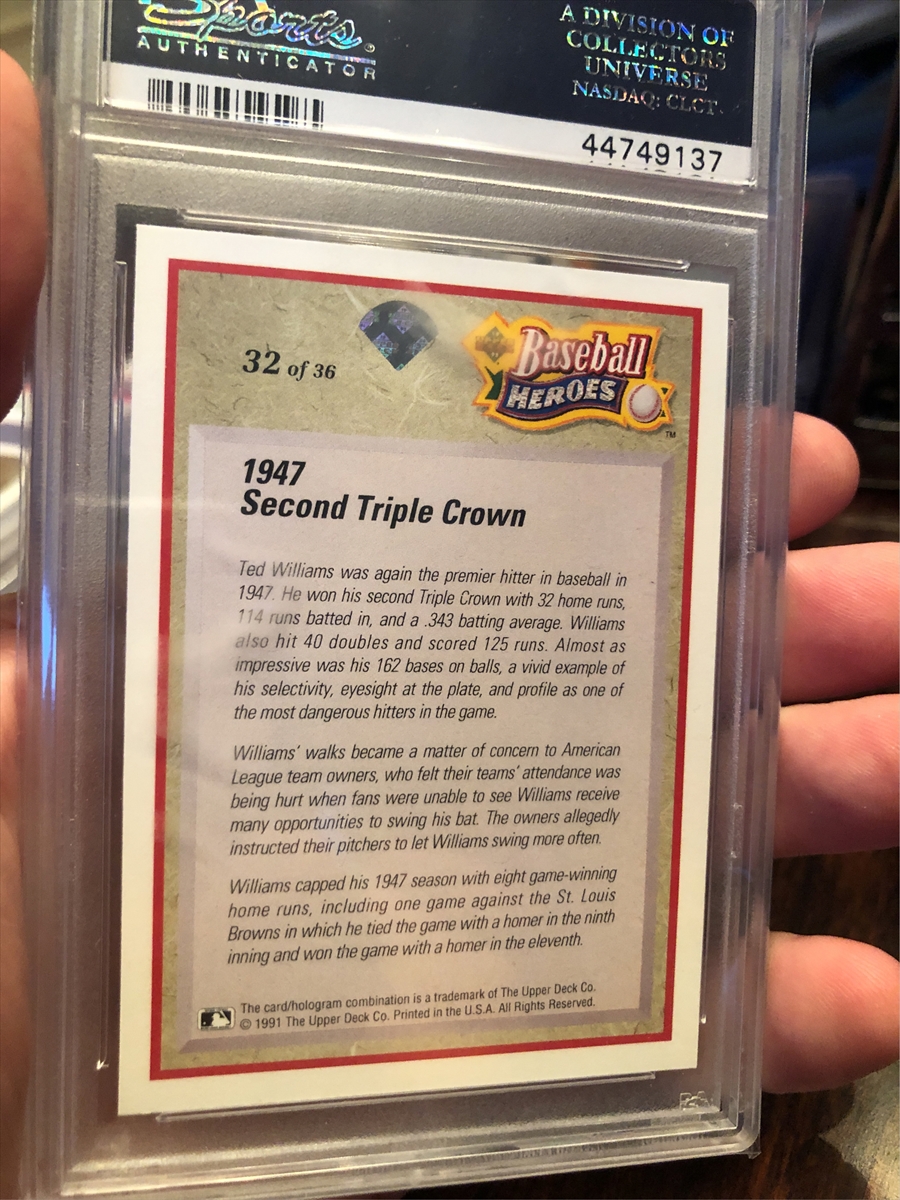 Sports
AUTHENTICATOR
A DIVISION OF
COLLECTORS
UNIVERSE
NASDAQ: CLCT
44749137
32 of 36
Baseball
HEROES
TM
1947
Second Triple Crown
Ted Williams was again the premier hitter in baseball in
1947. He won his second Triple Crown with 32 home runs,
114 runs batted in, and a .343 batting average. Williams
also hit 40 doubles and scored 125 runs. Almost as
impressive was his 162 bases on balls, a vivid example of
his selectivity, eyesight at the plate, and profile as one of
the most dangerous hitters in the game.
Williams' walks became a matter of concern to American
League team owners, who felt their teams' attendance was
being hurt when fans were unable to see Williams receive
many opportunities to swing his bat. The owners allegedly
instructed their pitchers to let Williams swing more often.
Williams capped his 1947 season with eight game-winning
home runs, including one game against the St. Louis
Browns in which he tied the game with a homer in the ninth
inning and won the game with a homer in the eleventh.
The card/hologram combination is a trademark of The Upper Deck Co.
© 1991 The Upper Deck Co. Printed in the U.S.A. All Rights Reserved.